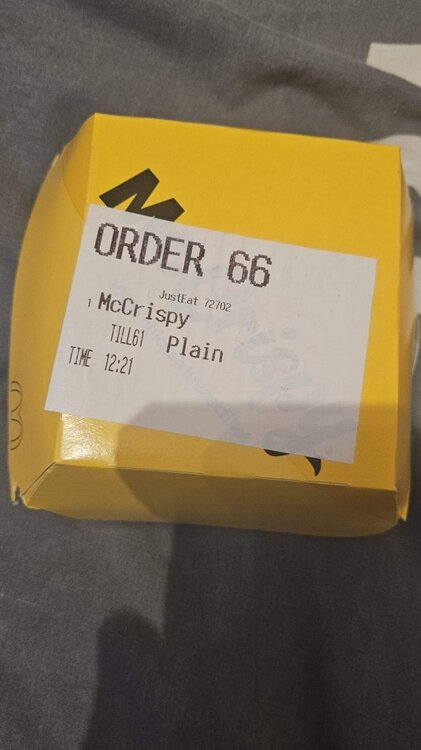 ORDER 66
JustEat 72702
1 McCrispy
TILL61 Plain
TIME 12:21